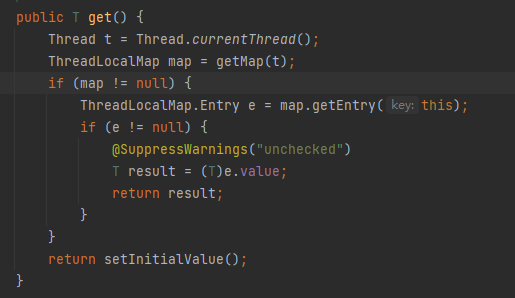 public T get() {
Thread t = Thread.currentThread();
ThreadLocalMap map = getMap(t);
if (map != null) {
ThreadLocalMap.Entry e = map.getEntry( key: this);
if (e != null) {
@SuppressWarnings("unchecked")
T result = (T)e.value;
return result;
}
}
return setInitialValue();
}